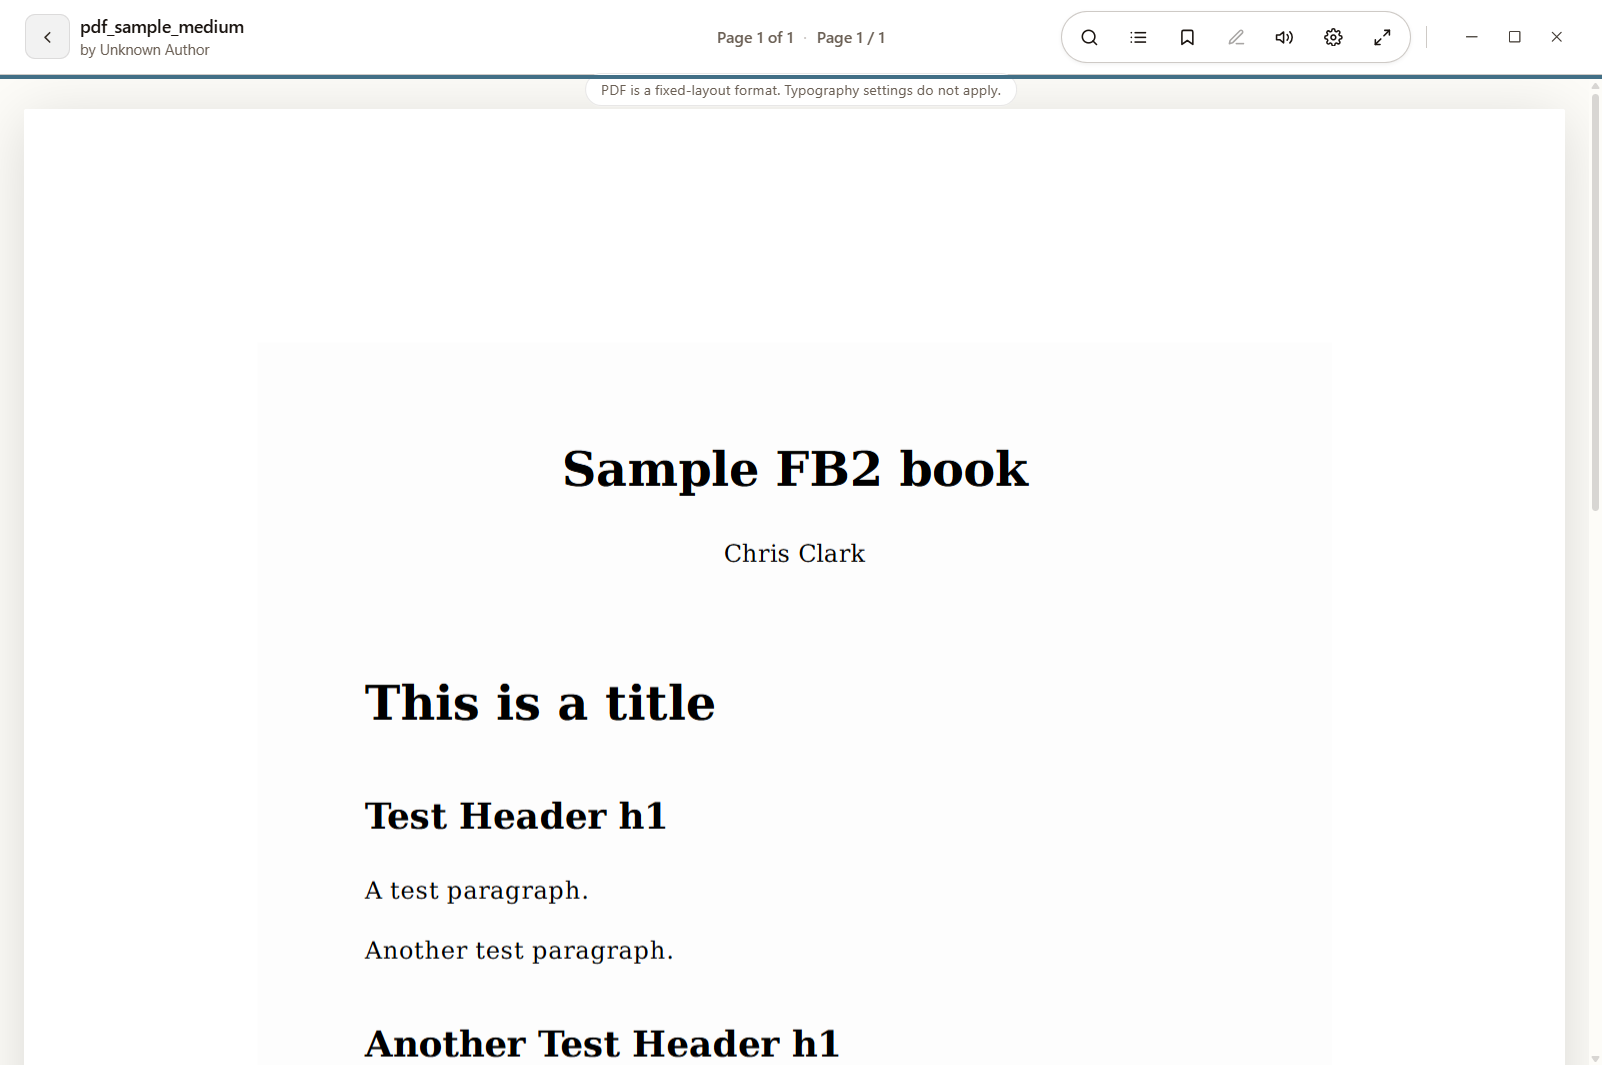 pdf_sample_medium
by Unknown Author
Page 1 of 1 · Page 1 / 1
PDF is a fixed-layout format. Typography settings do not apply.
Sample FB2 book
Chris Clark
This is a title
Test Header h1
A test paragraph.
Another test paragraph.
Another Test Header h1